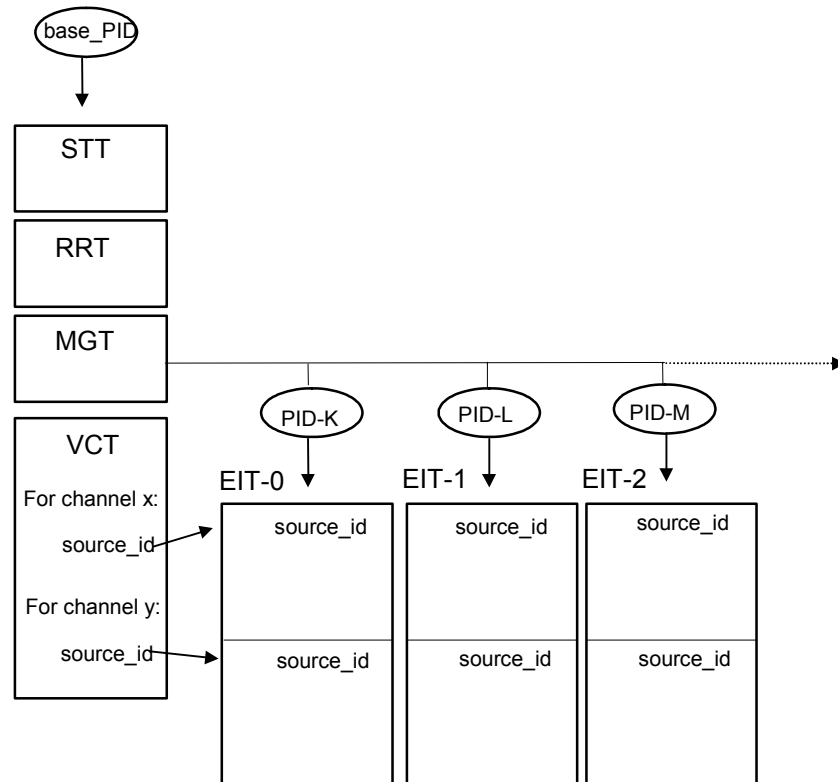 base_PID
STT
RRT
MGT
PID-K
PID-L
PID-M
VCT
For channel x:
source_id
For channel y:
source_id
EIT-0
EIT-1
EIT-2
source_id
source_id
source_id
source_id
source_id
source_id